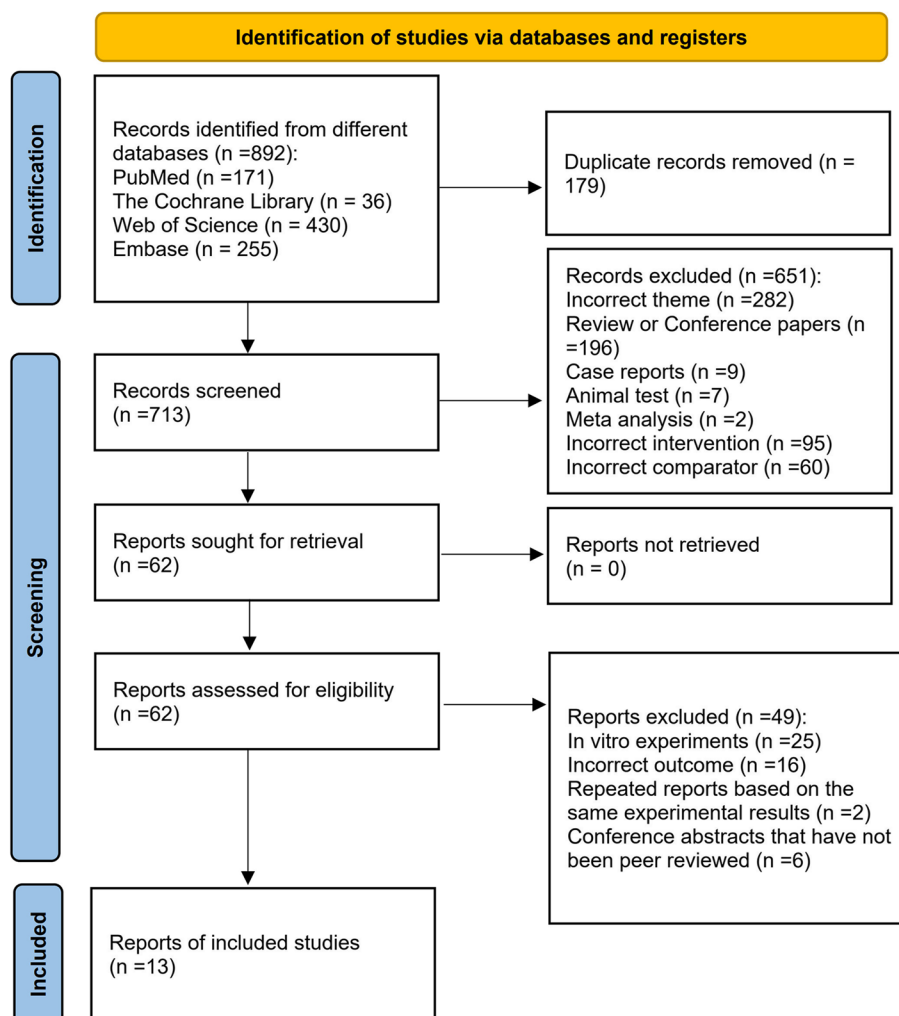 Identification of studies via databases and registers
Identification
Records identified from different
databases (n =892):
PubMed (n =171)
The Cochrane Library (n = 36)
Web of Science (n = 430)
Embase (n = 255)
Duplicate records removed (n =
179)
Records excluded (n =651):
Incorrect theme (n =282)
Review or Conference papers (n
=196)
Case reports (n =9)
Animal test (n =7)
Meta analysis (n =2)
Incorrect intervention (n =95)
Incorrect comparator (n =60)
Screening
Records screened
(n =713)
Reports sought for retrieval
(n =62)
Reports not retrieved
(n = 0)
Reports assessed for eligibility
(n =62)
Reports excluded (n =49):
In vitro experiments (n =25)
Incorrect outcome (n =16)
Repeated reports based on the
same experimental results (n =2)
Conference abstracts that have not
been peer reviewed (n =6)
Included
Reports of included studies
(n =13)